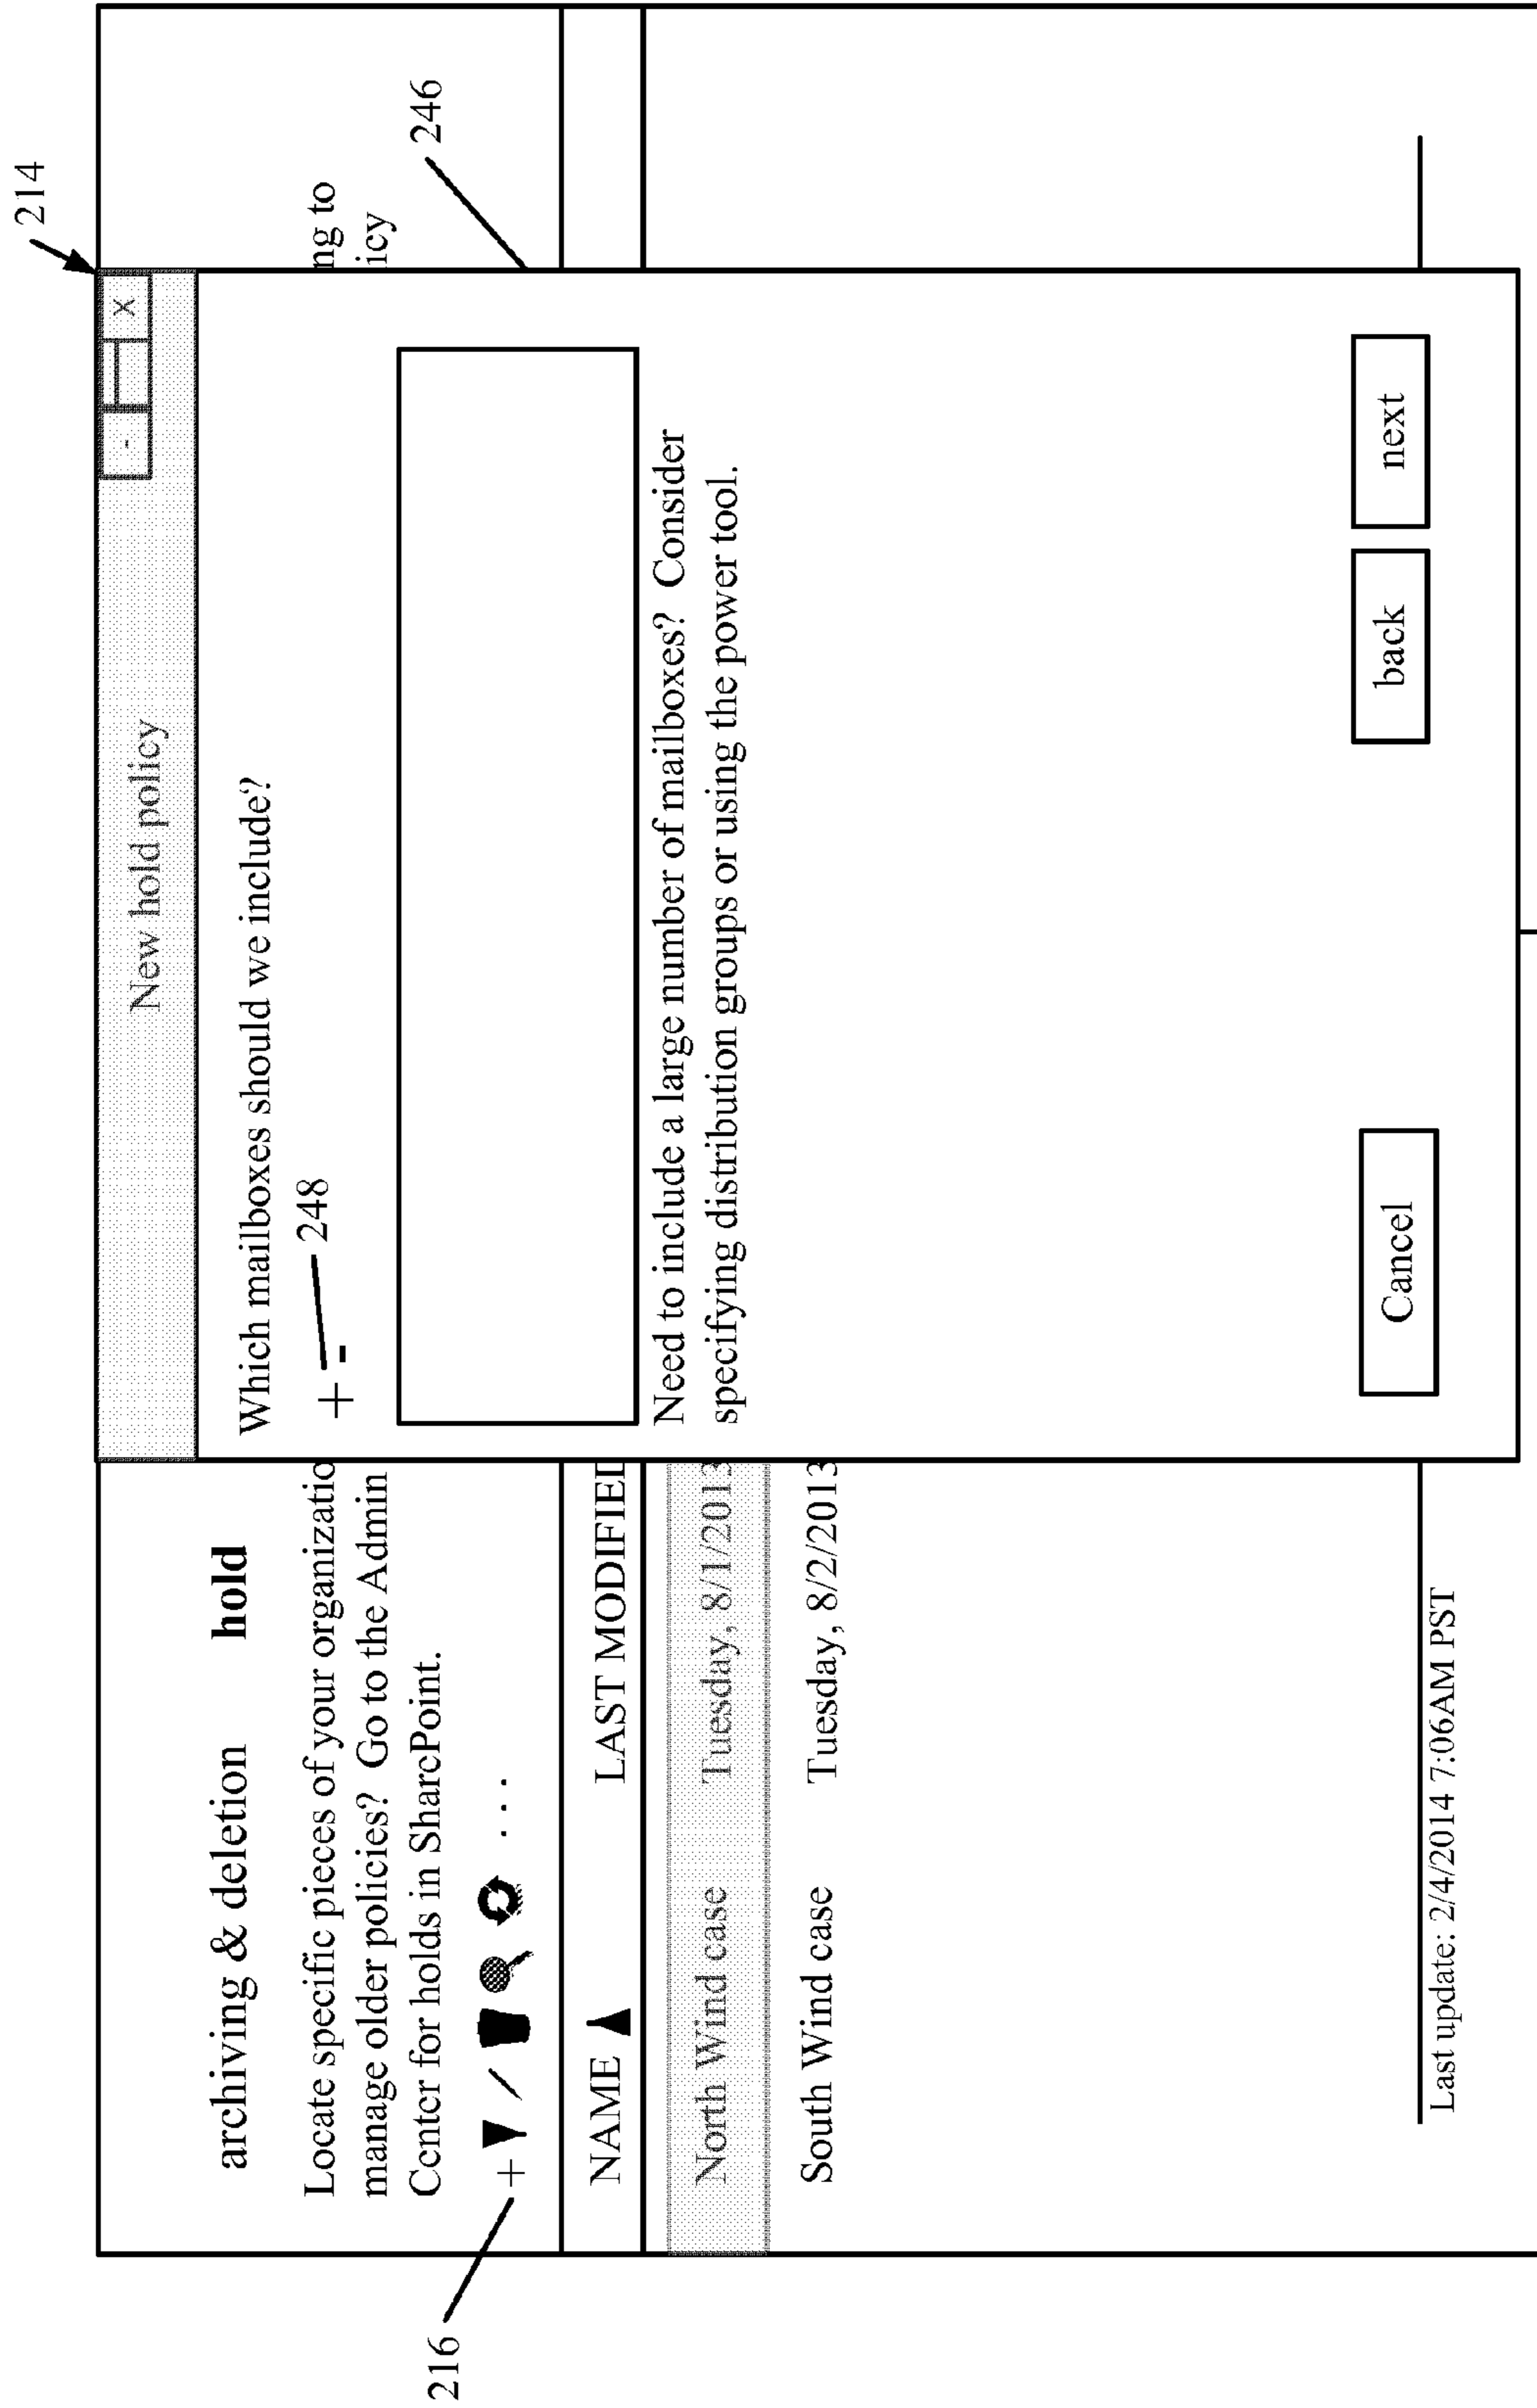 214
archiving & deletion hold
Locate specific pieces of your organizatio
manage older policies? Go to the Admin
Center for holds in SharePoint.
ng to
icy
216
+ / . . .
NAME LAST MODIFIED
North Wind case Tuesday, 8/1/2013
South Wind case Tuesday, 8/2/2013
Last update: 2/4/2014 7:06AM PST
New hold policy
- x
Which mailboxes should we include?
+ - 248
246
Need to include a large number of mailboxes? Consider
specifying distribution groups or using the power tool.
Cancel back next